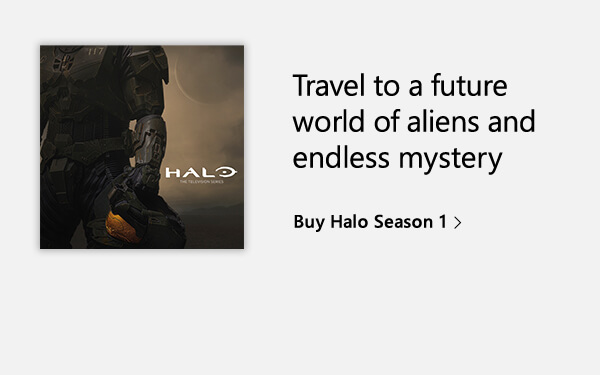 117
HALO
THE TELEVISION SERIES
Travel to a future
world of aliens and
endless mystery
Buy Halo Season 1 >